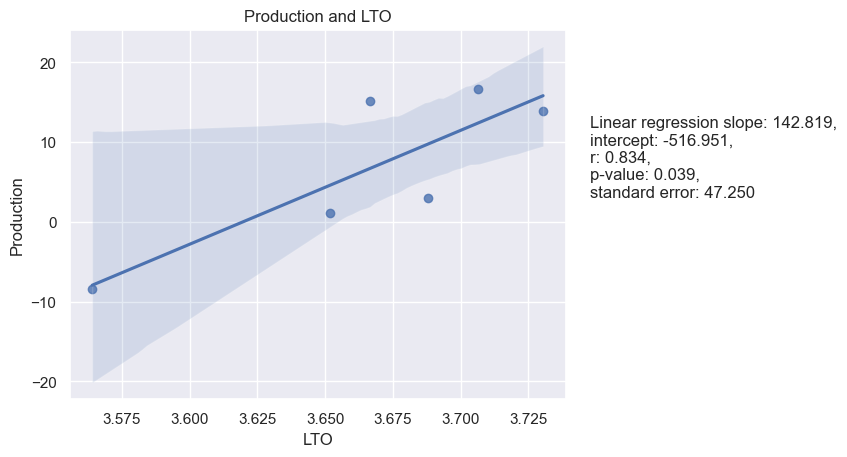 Production and LTO
20
10
0
−10
−20
Production
3.575 3.600 3.625 3.650 3.675 3.700 3.725
LTO
Linear regression slope: 142.819,
intercept: -516.951,
r: 0.834,
p-value: 0.039,
standard error: 47.250